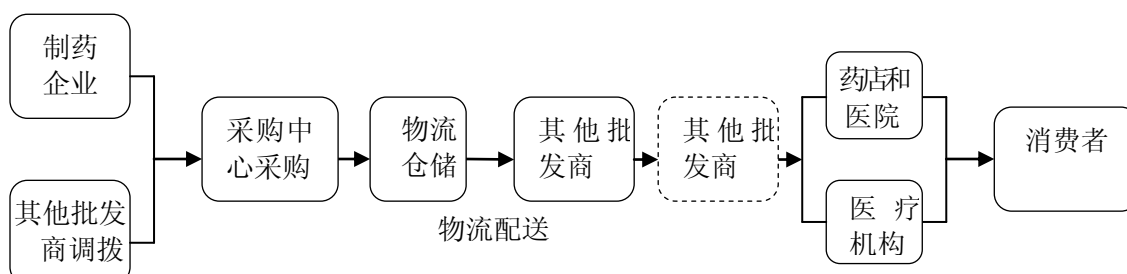 制药
企业
其他批发
商调拨
采购中
心采购
物流
仓储
其他批
发商
其他批
发商
物流配送
药店和
医院
医疗
机构
消费者